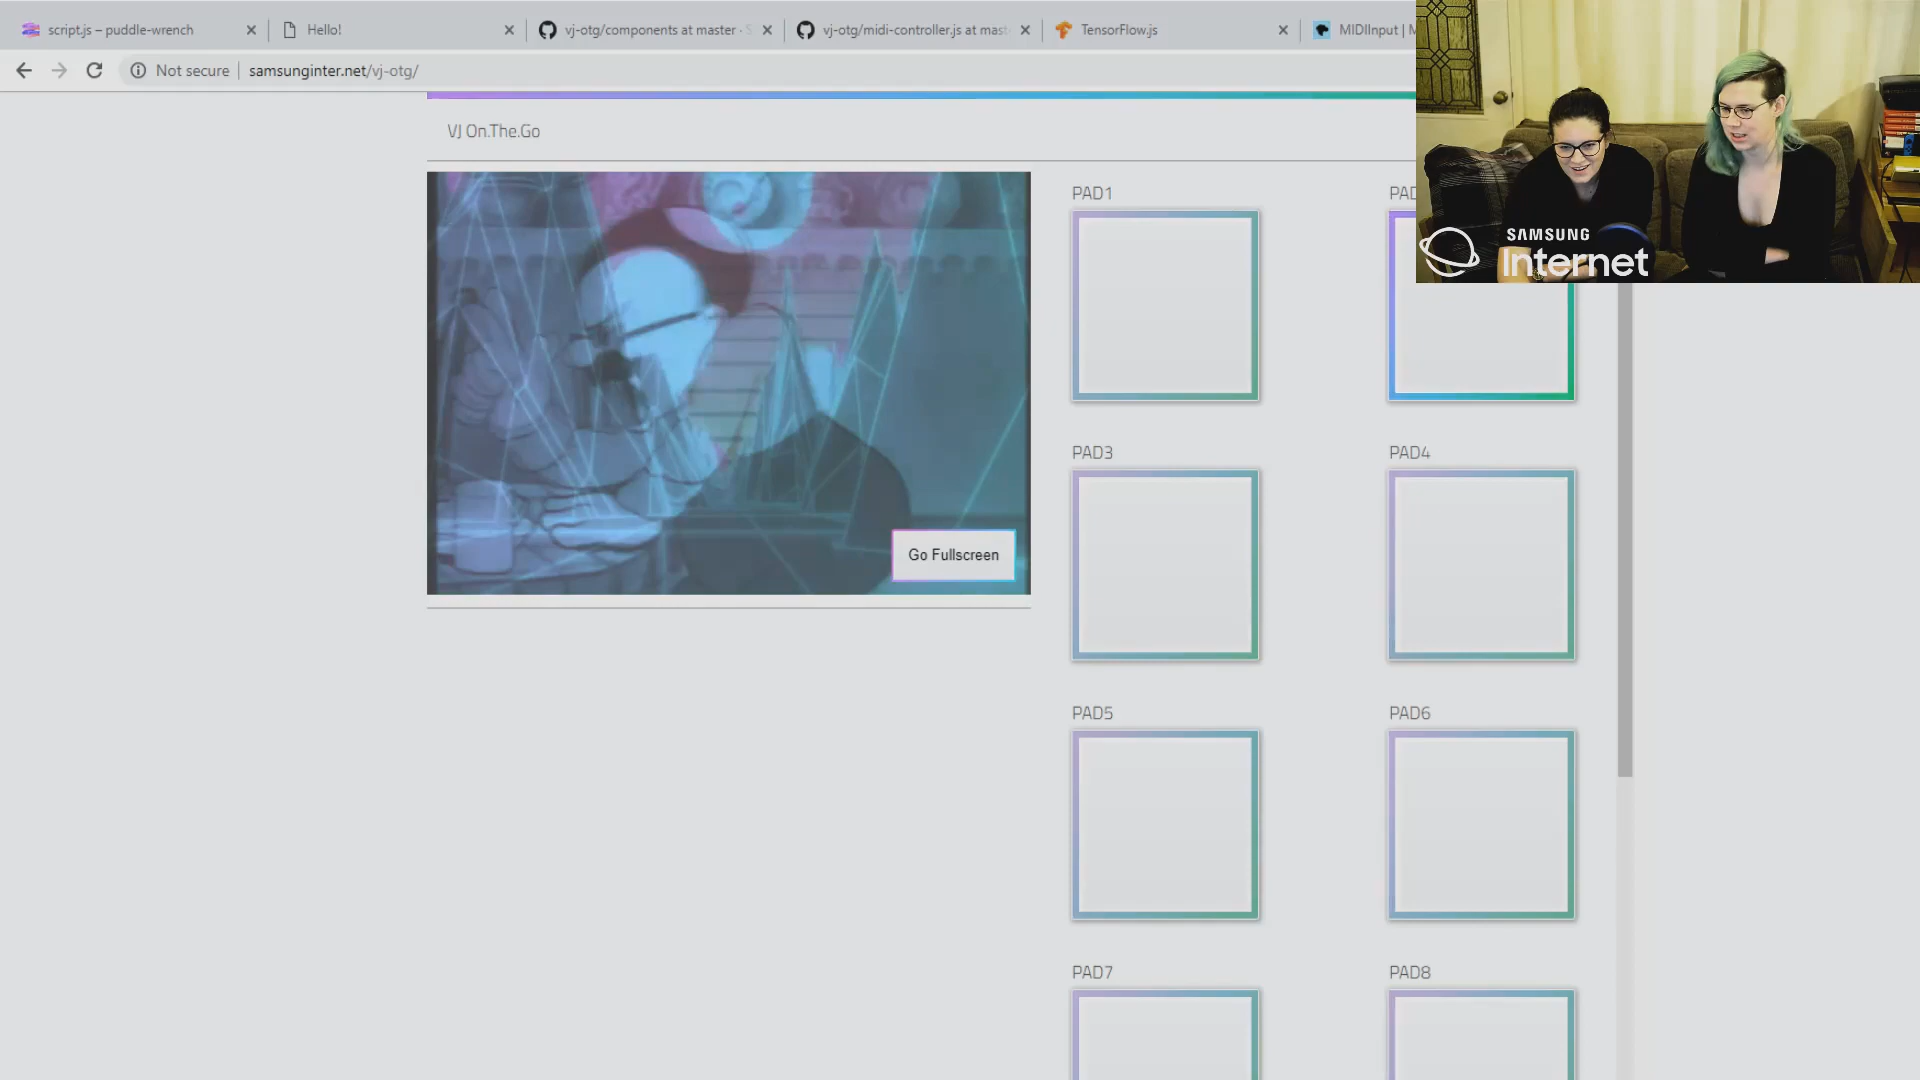 script.js – puddle-wrench
Hello!
vj-otg/components at master ·
vj-otg/midi-controller.js at mast
TensorFlow.js
MIDIInput | M
Not secure
samsunginter.net/vj-otg/
VJ On.The.Go
PAD1
SAMSUNG
Internet
PAD3
PAD4
Go Fullscreen
PAD5
PAD6
PAD7
PAD8